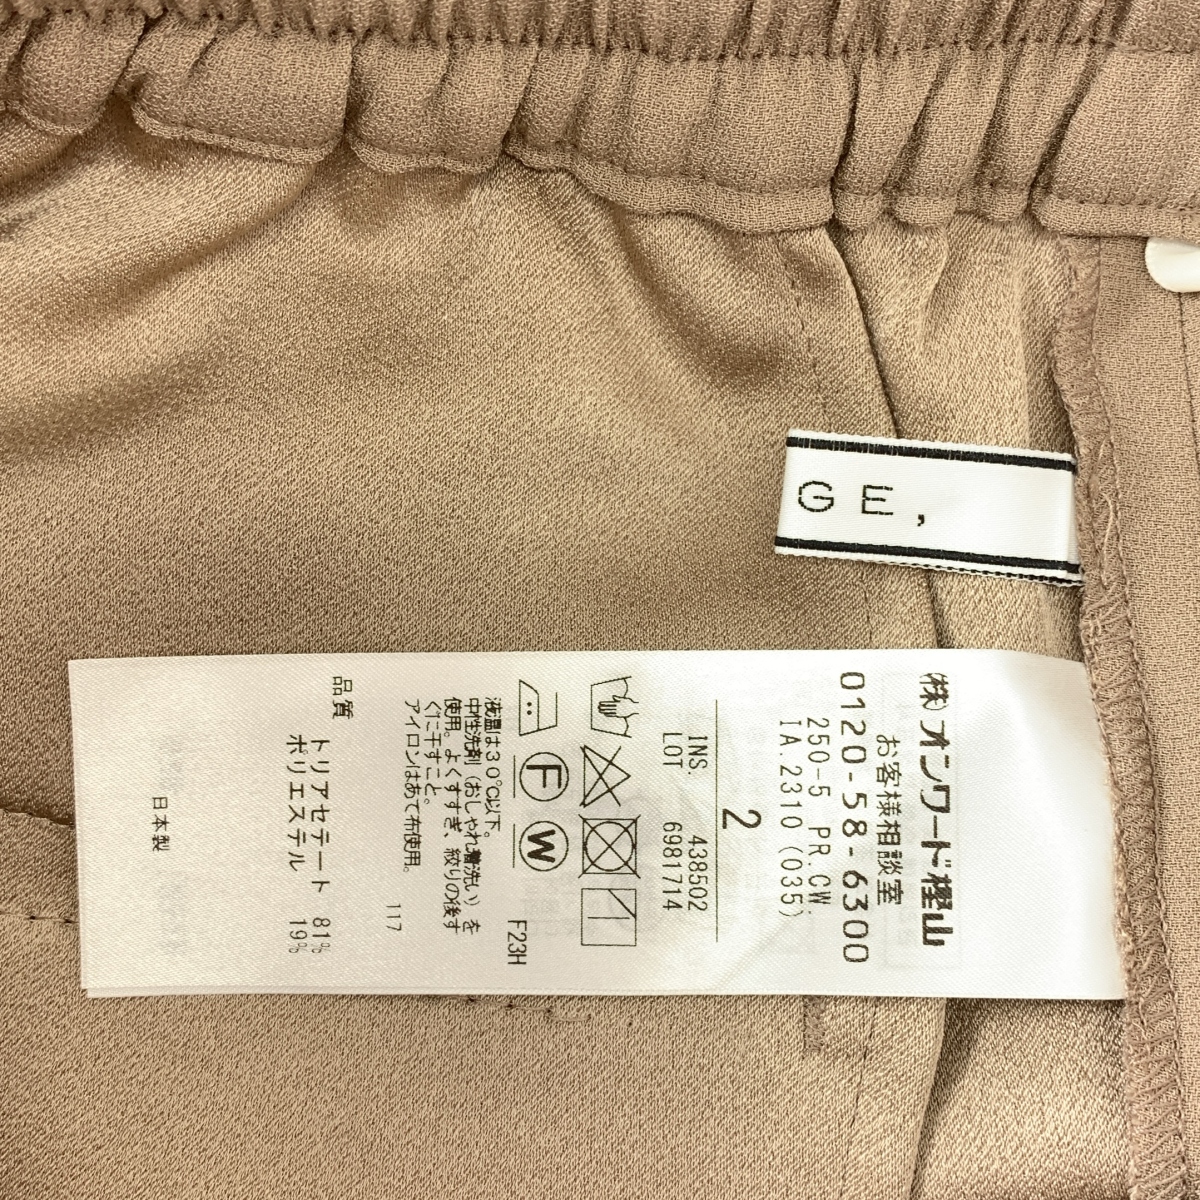 GE,
(株)オンワード樫山
お客様相談室
0120-58-6300
250-5 PR.CW.
IA.2310(035)
2
INS. 438502
LOT 6981714
F
W
F23H
液温は30℃以下。
中性洗剤(おしゃれ着洗い)を
使用。よくすすぎ、絞りの後す
ぐに干すこと。
アイロンはあて布使用。
117
品質
トリアセテート 81%
ポリエステル 19%
日本製